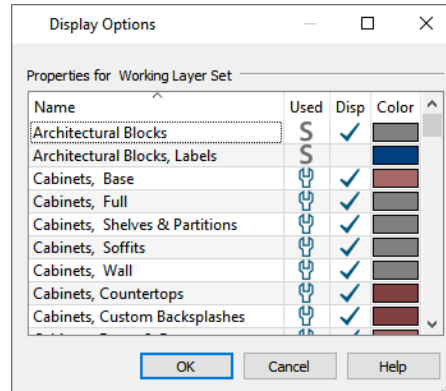 Display Options
Properties for Working Layer Set
Name Used Disp Color
Architectural Blocks S
Architectural Blocks, Labels S
Cabinets, Base
Cabinets, Full
Cabinets, Shelves & Partitions
Cabinets, Soffits
Cabinets, Wall
Cabinets, Countertops
Cabinets, Custom Backsplashes
OK Cancel Help